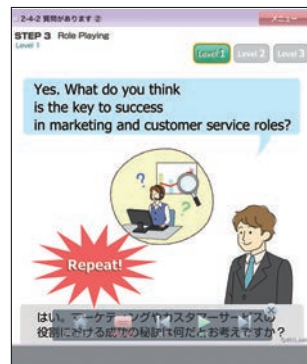 2-4-2 質問があります ②
メニュー
STEP 3 Role Playing
Level 1
Level 1 Level 2 Level 3
Yes. What do you think
is the key to success
in marketing and customer service roles?
? ?
Repeat!
はい。マーケティングやカスタマーサービスの
役割における成功の秘訣は何だとお考えですか？